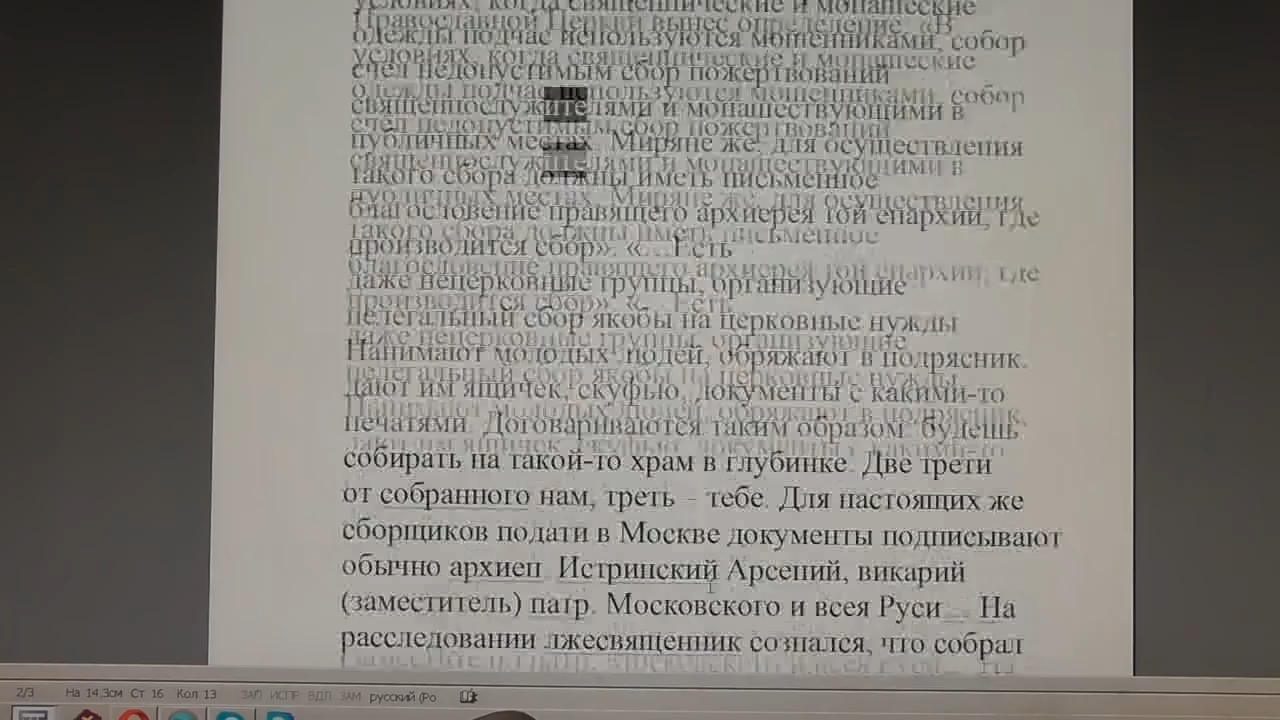 условиях, когда священнические и монашеские
одежды подчас используются мошенниками, собор
счел недопустимым сбор пожертвований
священнослужителями и монашествующими в
публичных местах. Миряне же, для осуществления
такого сбора должны иметь письменное
благословение правящего архиерея той епархии, где
производится сбор». «... Есть
даже нецерковные группы, организующие
нелегальный сбор якобы на церковные нужды
Нанимают молодых людей, обряжают в подрясник.
дают им ящичек, скуфью, документы с какими-то
печатями. Договариваются таким образом: будешь
собирать на такой-то храм в глубинке. Две трети
от собранного нам, треть – тебе. Для настоящих же
сборщиков подати в Москве документы подписывают
обычно архиеп. Истринский Арсений, викарий
(заместитель) патр. Московского и всея Руси... На
расследовании лжесвященник сознался, что собрал
2/3 На 14,3см Ст 16 Кол 13 ЗАП ИСПР ВДЛ ЗАМ русский (Ро